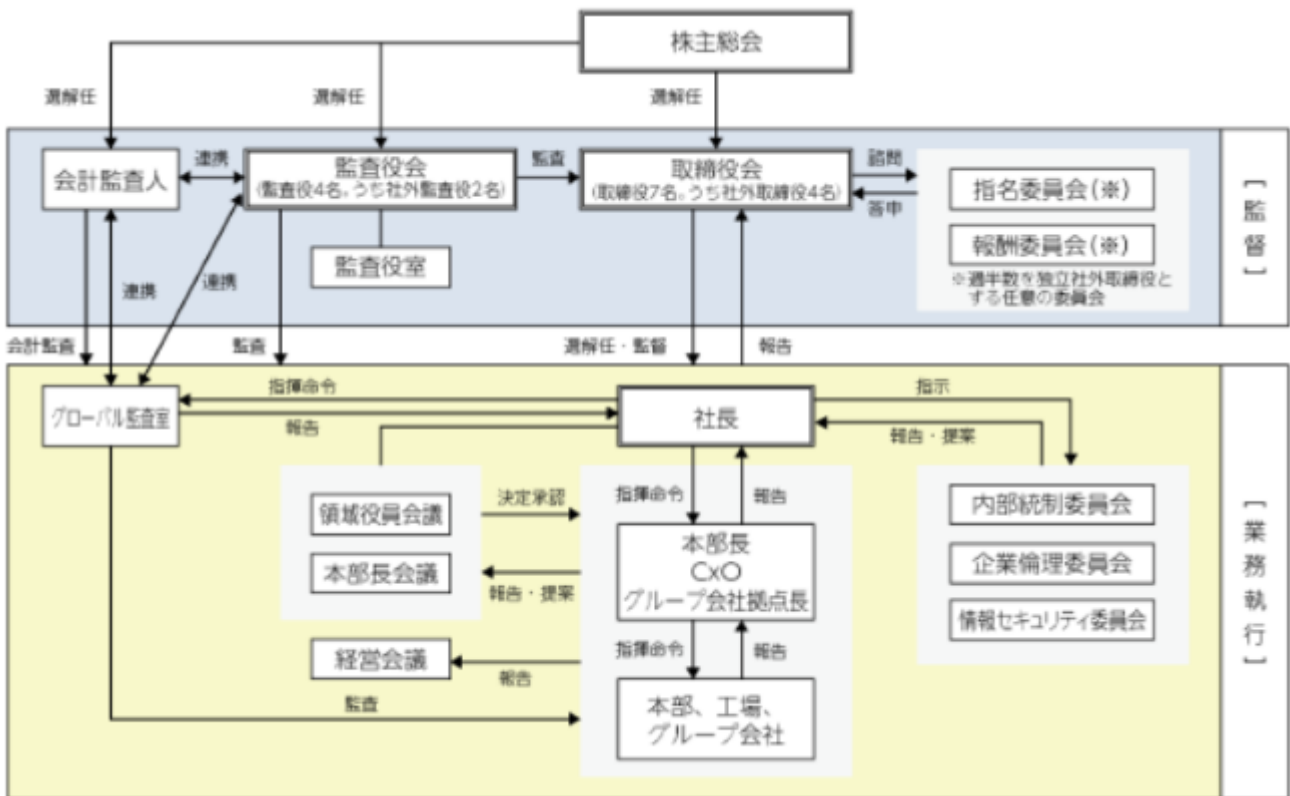 株主総会
選解任
選解任
選解任
会計監査人
連携
監査役会
(監査役4名。うち社外監査役2名)
監査
取締役会
(取締役7名。うち社外取締役4名)
諮問
答申
指名委員会(※)
報酬委員会(※)
※過半数を独立社外取締役と
する任意の委員会
[監督]
監査役室
連携
連携
会計監査
監査
選解任・監督
報告
グローバル監査室
指揮命令
報告
社長
指示
報告・提案
領域役員会議
本部長会議
決定承認
報告・提案
指揮命令
報告
本部長
CxO
グループ会社拠点長
内部統制委員会
企業倫理委員会
情報セキュリティ委員会
[業務執行]
経営会議
報告
指揮命令
報告
監査
本部、工場、
グループ会社